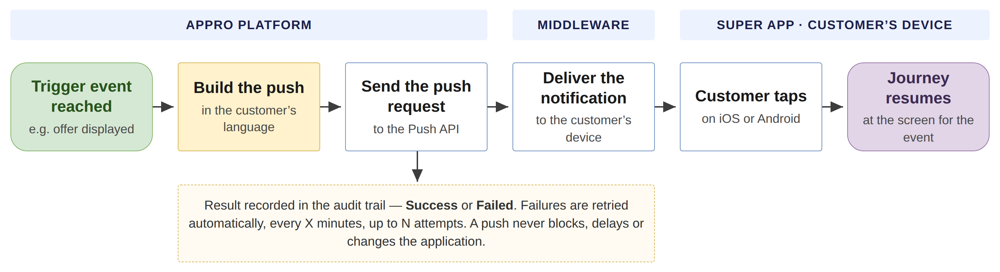 APPRO PLATFORM
MIDDLEWARE
SUPER APP · CUSTOMER’S DEVICE
Trigger event
reached
e.g. offer displayed
Build the push
in the customer’s
language
Send the push
request
to the Push API
Deliver the
notification
to the customer’s
device
Customer taps
on iOS or Android
Journey
resumes
at the screen for the
event
Result recorded in the audit trail — Success or Failed. Failures are retried
automatically, every X minutes, up to N attempts. A push never blocks, delays or
changes the application.